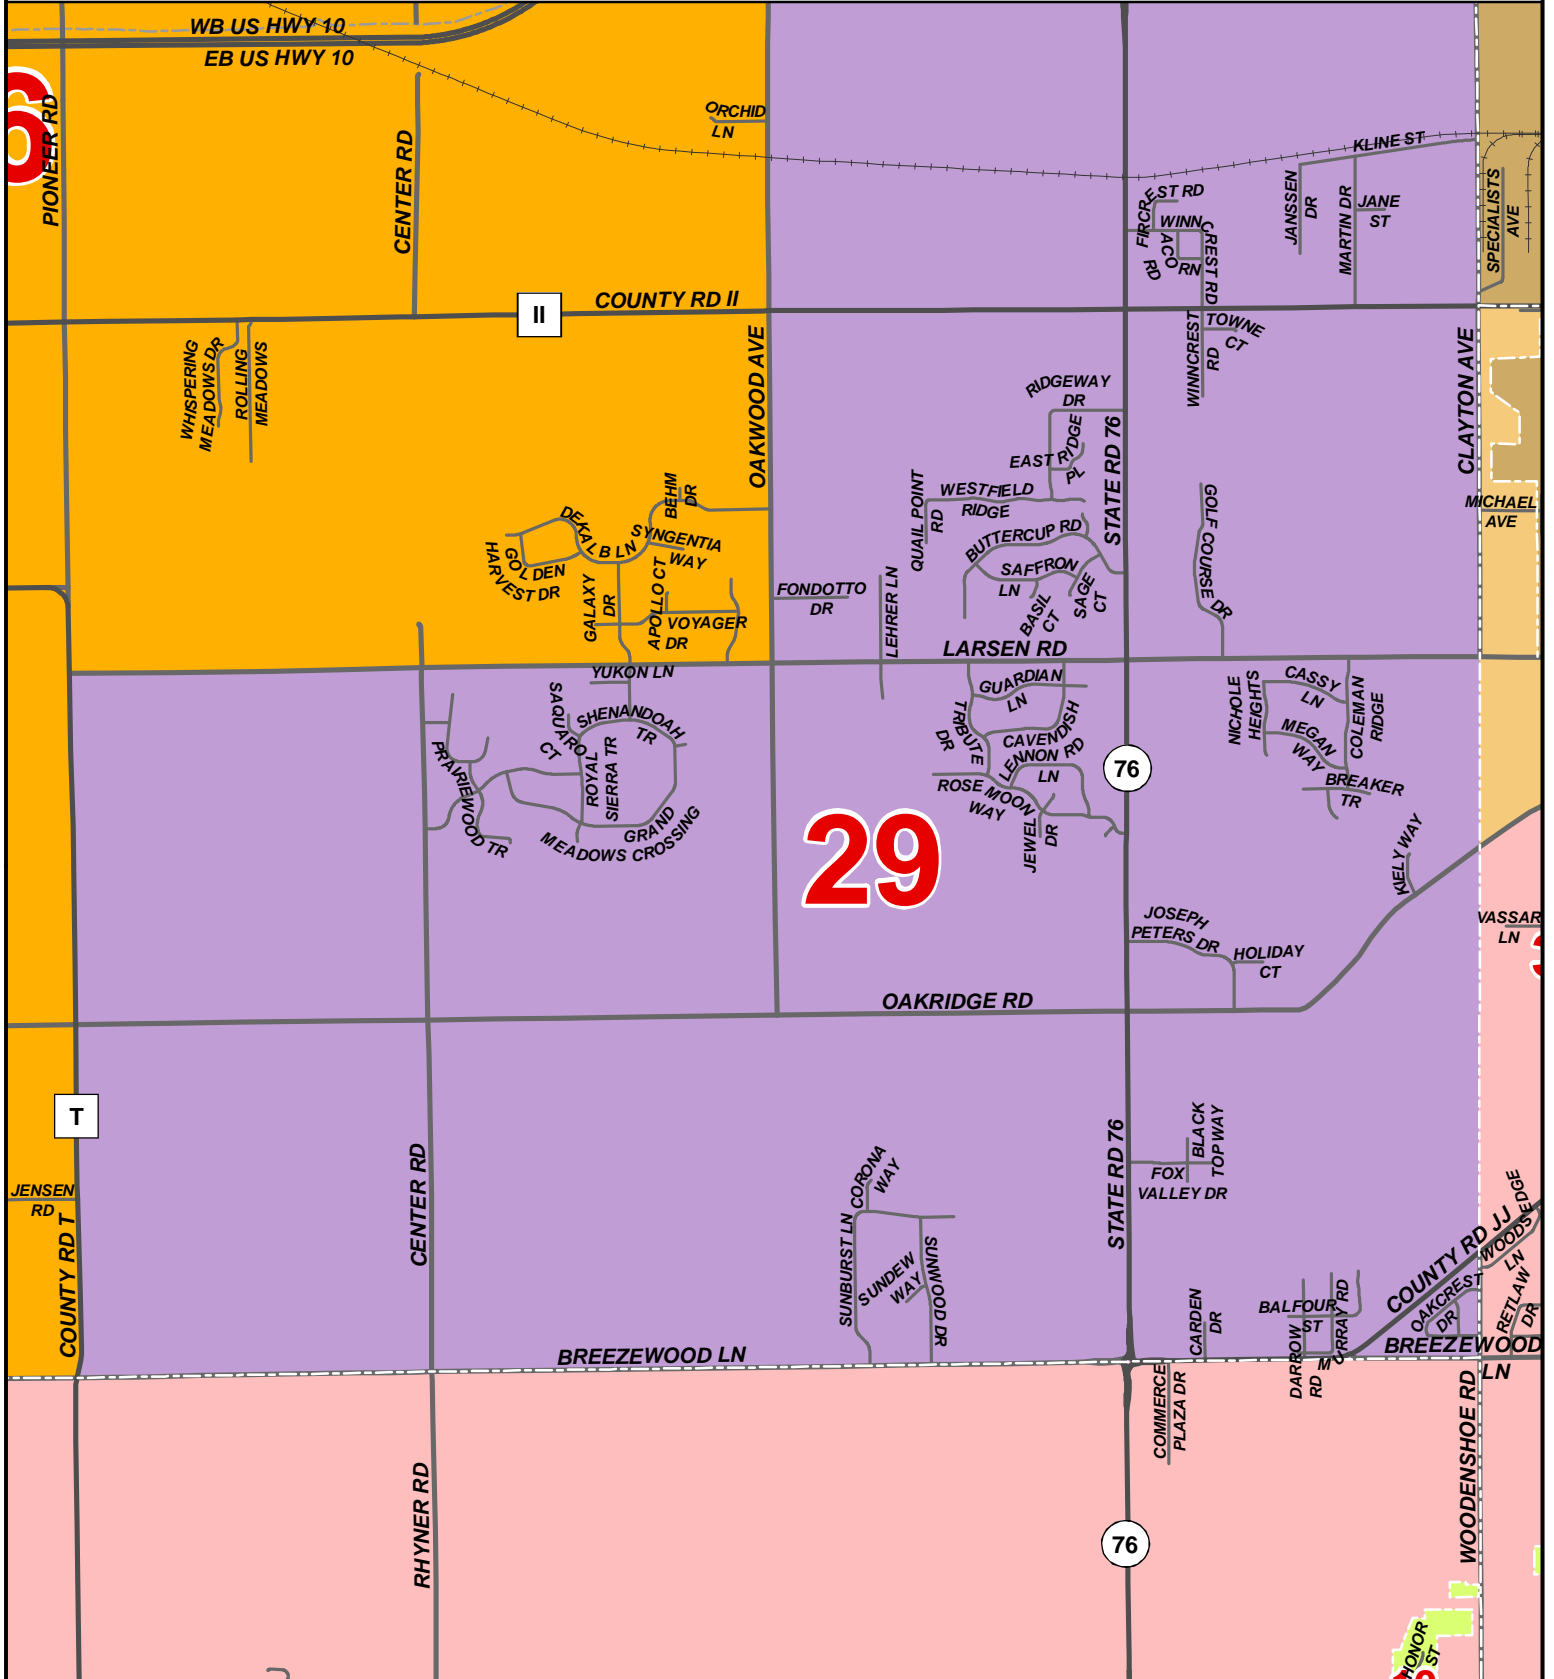 WB US HWY 10
EB US HWY 10
6
PIONEER RD
CENTER RD
ORCHID
LN
KLINE ST
JANSSEN
DR
MARTIN DR
JANE
ST
SPECIALISTS
AVE
FIRCREST RD
WINNCREST RD
ACORN
RD
COUNTY RD II
II
OAKWOOD AVE
WHISPERING
MEADOWS DR
ROLLING
MEADOWS
TOWNE
CT
WINNCREST
RD
CLAYTON AVE
RIDGEWAY
DR
EAST RIDGE
PL
STATE RD 76
WESTFIELD
RIDGE
QUAIL POINT
RD
BUTTERCUP RD
SAFFRON
LN
BASIL
CT
SAGE
CT
GOLF COURSE DR
MICHAEL
AVE
BEHM
DR
DEKALB LN
SYNGENTIA
WAY
GOLDEN
HARVEST DR
GALAXY
DR
APOLLO CT
VOYAGER
DR
FONDOTTO
DR
LEHRER LN
LARSEN RD
YUKON LN
SAQUARO
CT
SHENANDOAH
TR
ROYAL
SIERRA TR
PRAIRIEWOOD TR
GRAND
MEADOWS CROSSING
GUARDIAN
LN
TRIBUTE
DR
CAVENDISH
RD
LENNON
LN
ROSE MOON
WAY
JEWEL
DR
76
NICHOLE
HEIGHTS
CASSY
LN
COLEMAN
RIDGE
MEGAN
WAY
BREAKER
TR
29
KIELY WAY
JOSEPH
PETERS DR
HOLIDAY
CT
VASSAR
LN
OAKRIDGE RD
T
JENSEN
RD
COUNTY RD T
CENTER RD
STATE RD 76
BLACK
TOP WAY
FOX
VALLEY DR
CORONA
WAY
SUNBURST LN
SUNDEW
WAY
SUNWOOD DR
CARDEN
DR
BALFOUR
ST
DARROW
RD
MURRAY RD
COUNTY RD JJ
OAKCREST
DR
WOODSEDGE
LN
RETLAW
DR
BREEZEWOOD LN
BREEZEWOOD
LN
COMMERCE
PLAZA DR
WOODENSHOE RD
RHYNER RD
76
HONOR
ST